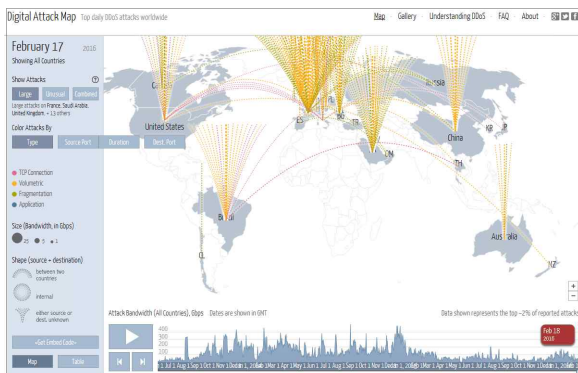 Digital Attack Map Top daily DDoS attacks worldwide
Map · Gallery · Understanding DDoS · FAQ · About ·
February 17 2016
Showing All Countries
Show Attacks
Large Unusual Combined
Large attacks on France, Saudi Arabia,
United Kingdom, + 13 others
Color Attacks By
Type Source Port Duration Dest. Port
TCP Connection
Volumetric
Fragmentation
Application
Size (Bandwidth, in Gbps)
25 5 1
Shape (source + destination)
between two
countries
internal
either source or
dest. unknown
<Get Embed Code>
Map Table
Russia
United States
ES
TR
China
KR
OM
TH
Brazil
Australia
CL
NZ
+
-
Attack Bandwidth (All Countries), Gbps Dates are shown in GMT
Data shown represents the top ~2% of reported attacks
400
300
200
100
Feb 18
2016